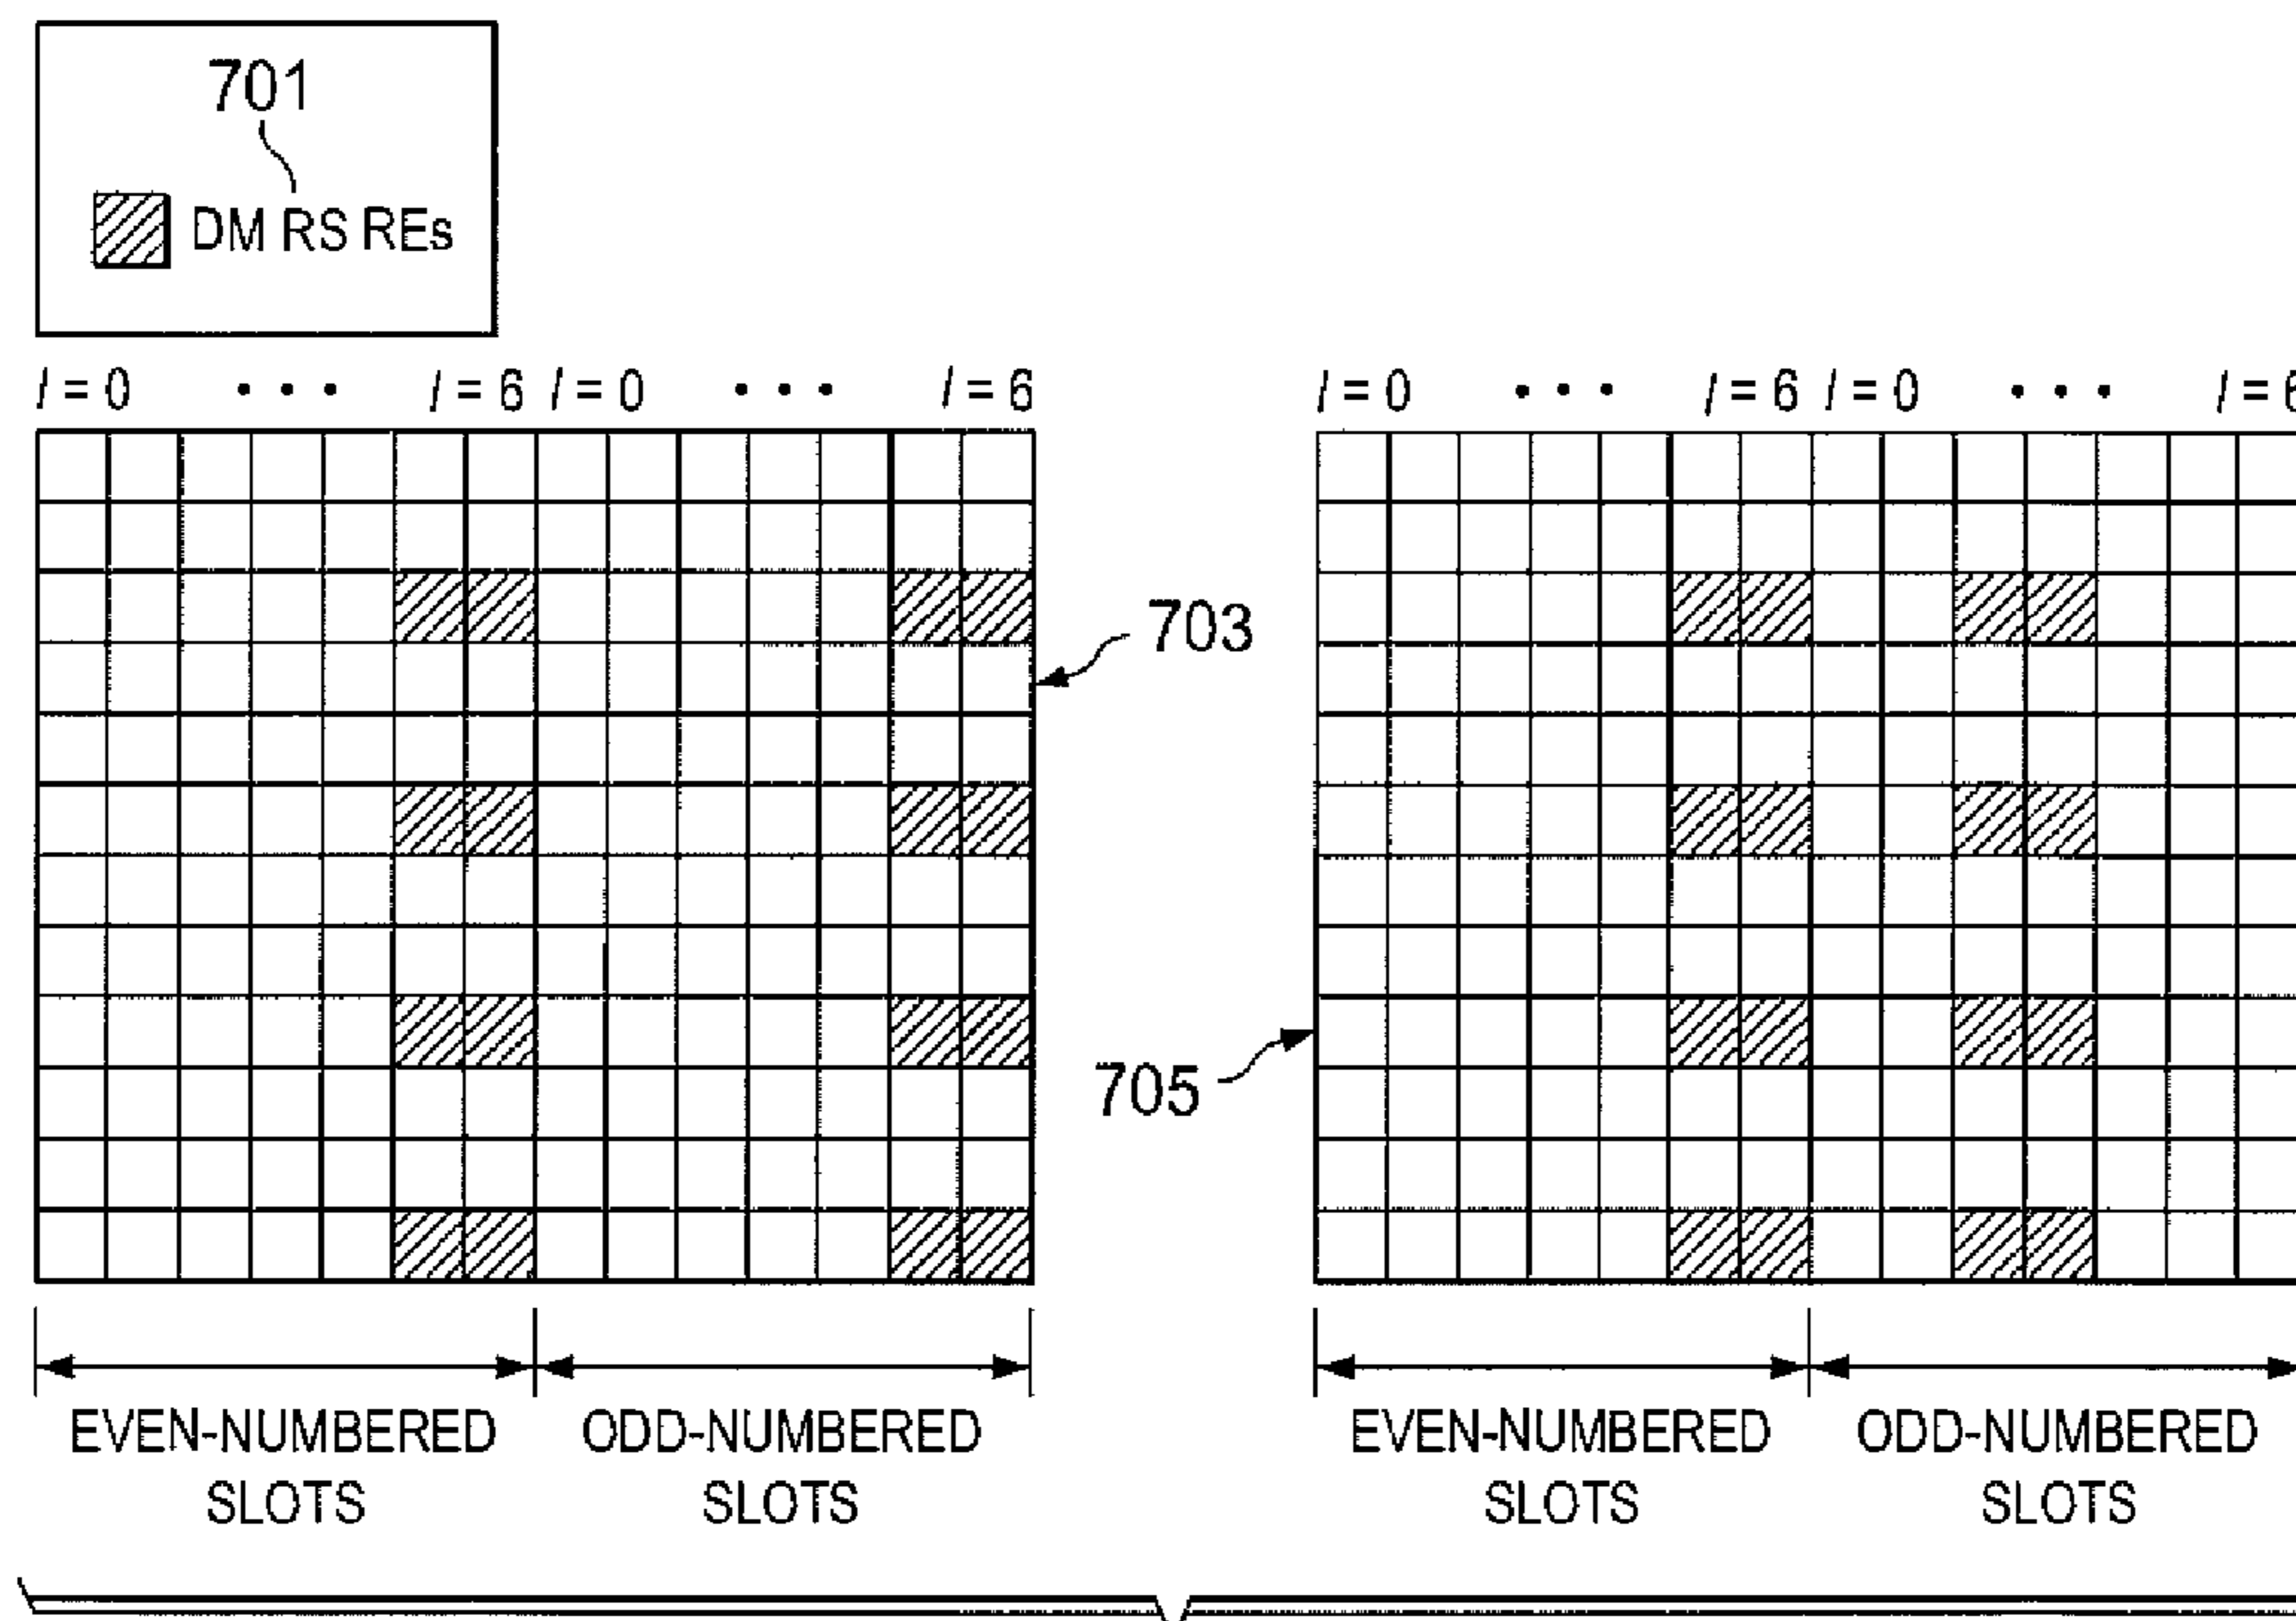 701
DM RS REs
l = 0 • • • l = 6 l = 0 • • • l = 6
l = 0 • • • l = 6 l = 0 • • • l = 6
703
705
EVEN-NUMBERED SLOTS
ODD-NUMBERED SLOTS
EVEN-NUMBERED SLOTS
ODD-NUMBERED SLOTS